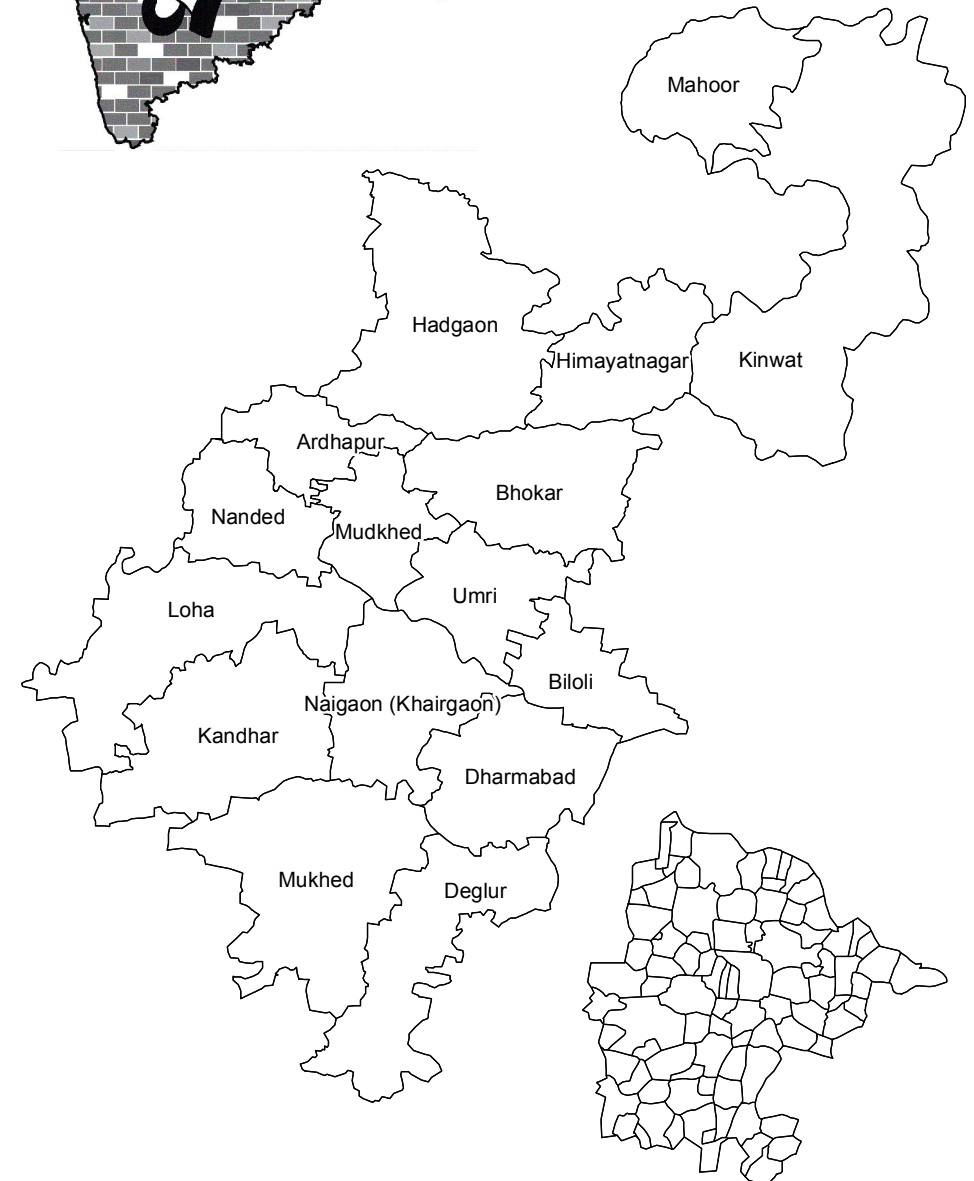 Mahoor
Hadgaon
Himayatnagar
Kinwat
Ardhapur
Bhokar
Nanded
Mudkhed
Umri
Loha
Biloli
Naigaon (Khairgaon)
Kandhar
Dharmabad
Mukhed
Deglur